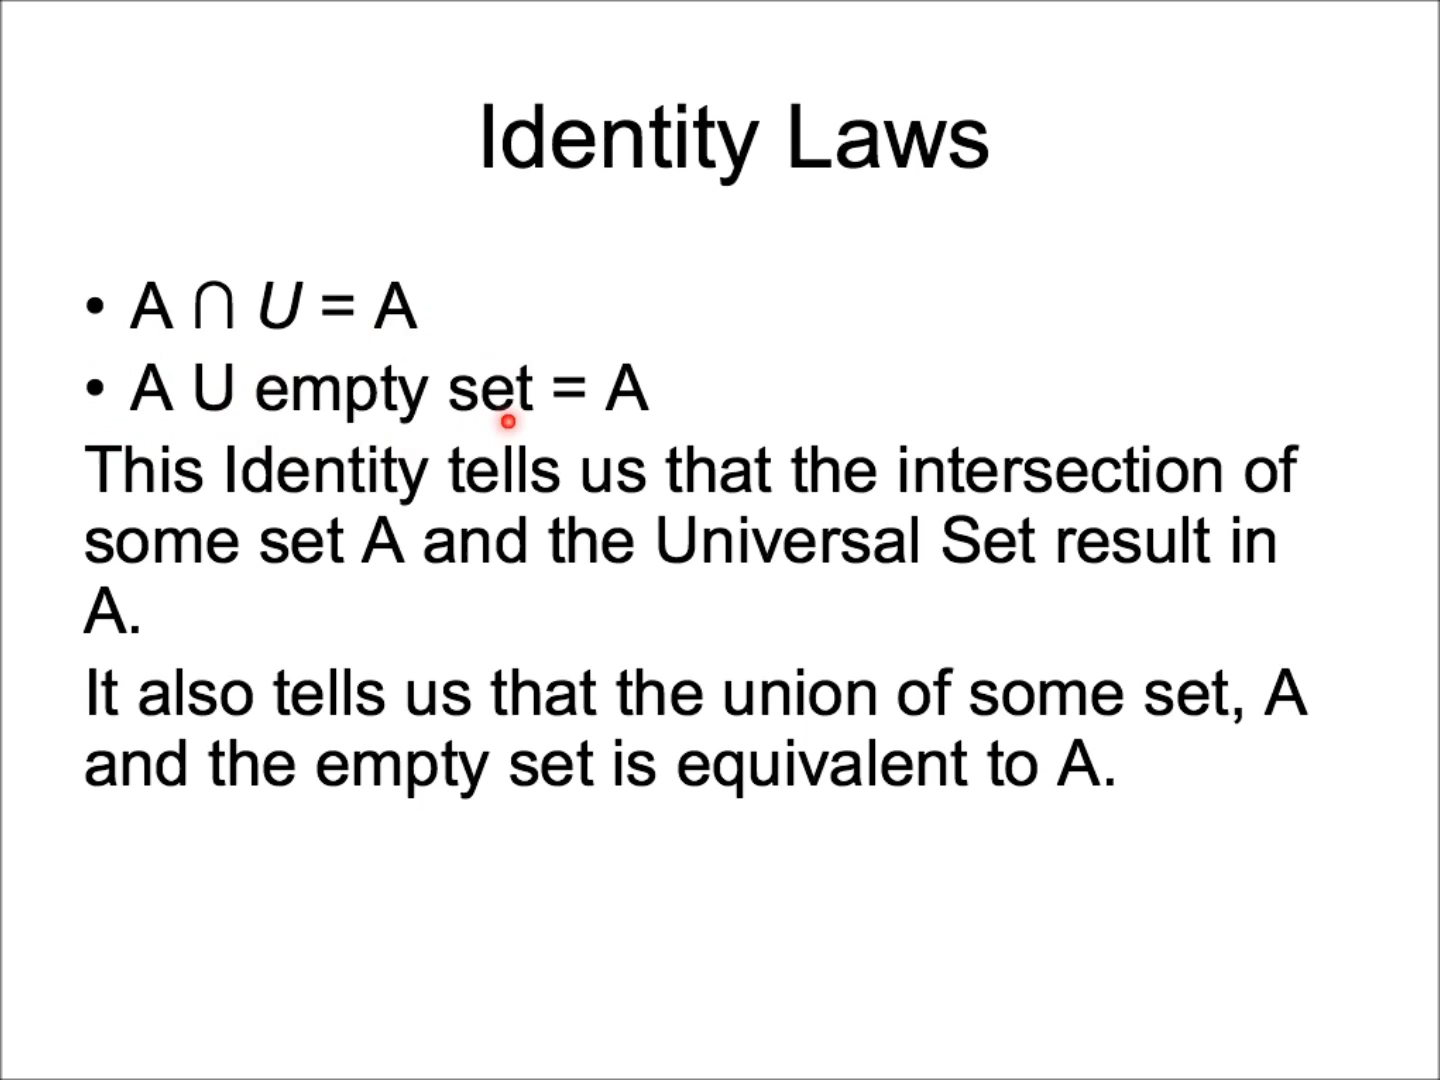 Identity Laws
• A ∩ U = A
• A U empty set = A
This Identity tells us that the intersection of
some set A and the Universal Set result in
A.
It also tells us that the union of some set, A
and the empty set is equivalent to A.